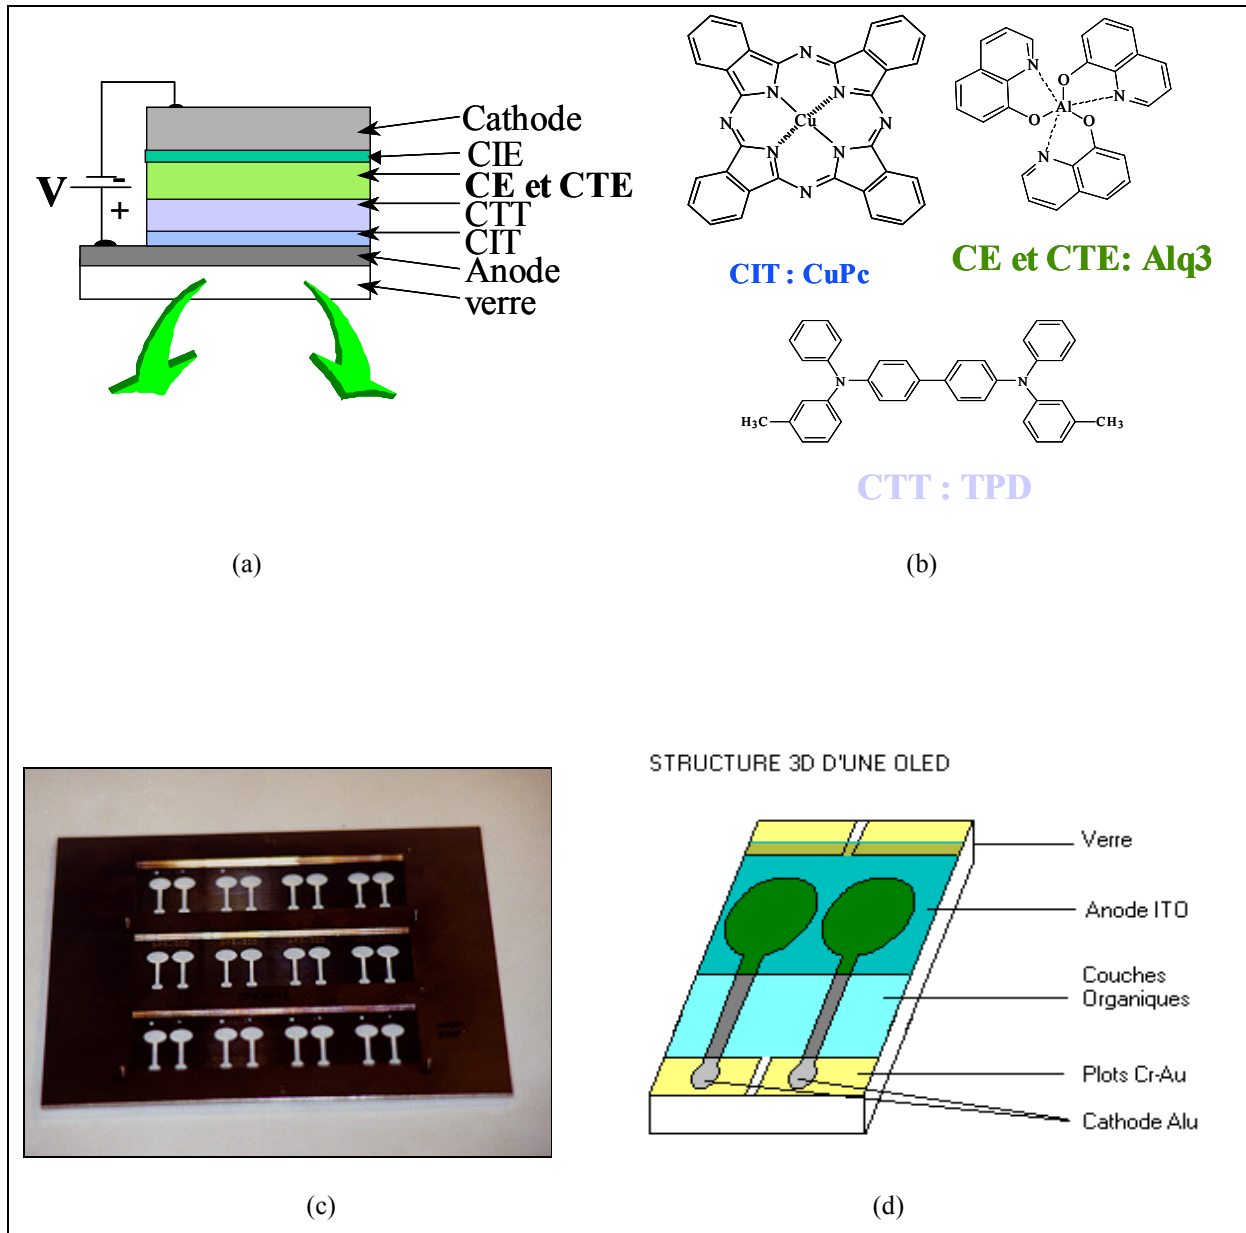 Cathode
CIE
CE et CTE
CTT
CIT
Anode
verre
V
-
+
(a)
N
N
N
N
Cu
N
N
N
N
CIT : CuPc
N
O
N
Al
O
O
N
CE et CTE: Alq3
N
N
H₃C
CH₃
CTT : TPD
(b)
(c)
STRUCTURE 3D D'UNE OLED
Verre
Anode ITO
Couches
Organiques
Plots Cr-Au
Cathode Alu
(d)